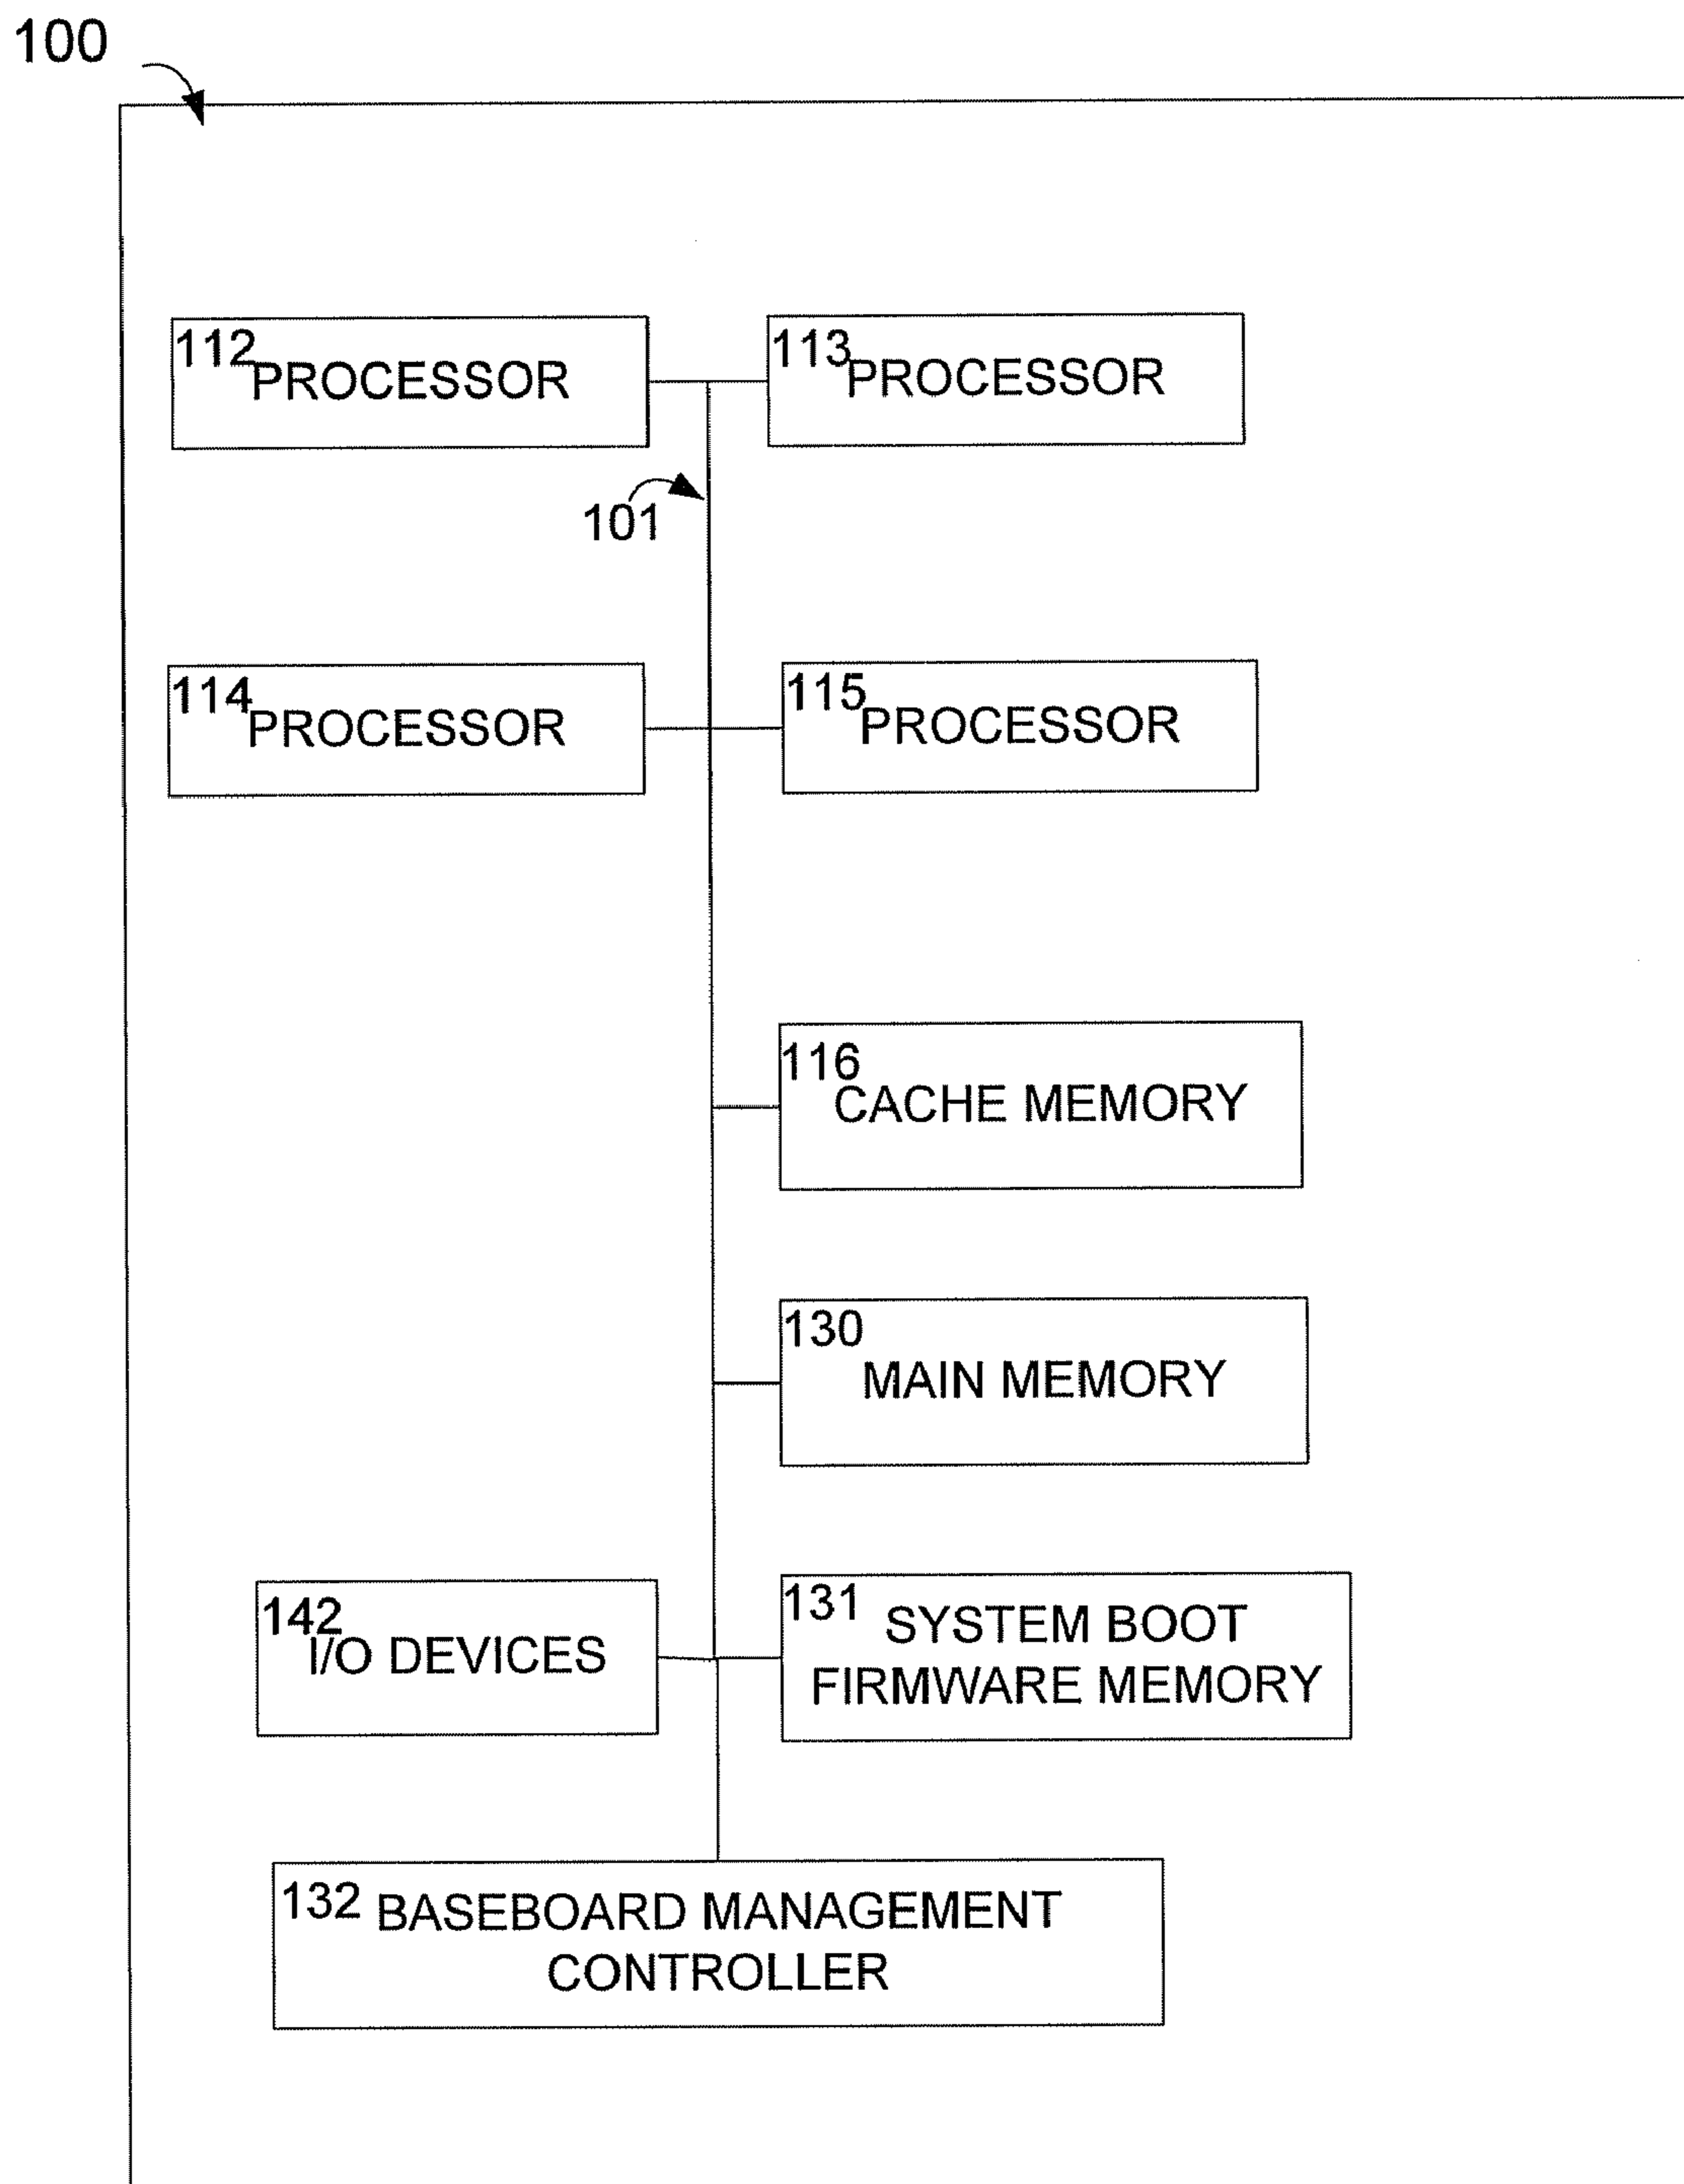 100
112
PROCESSOR
113
PROCESSOR
101
114
PROCESSOR
115
PROCESSOR
116
CACHE MEMORY
130
MAIN MEMORY
142
I/O DEVICES
131
SYSTEM BOOT
FIRMWARE MEMORY
132 BASEBOARD MANAGEMENT
CONTROLLER